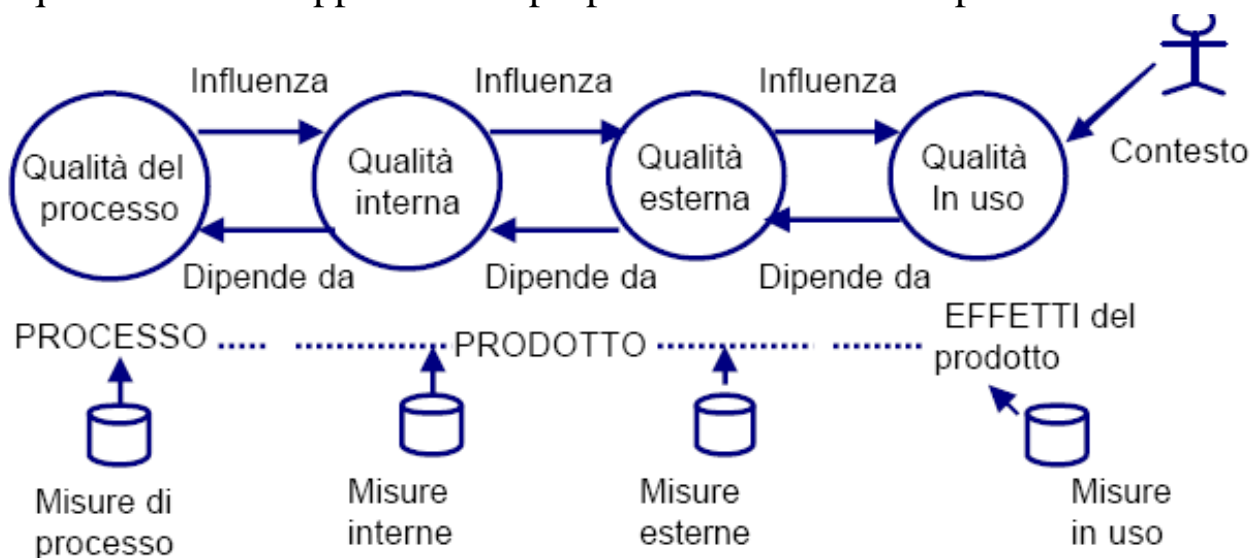 Influenza Influenza Influenza
Contesto
Qualità del processo
Qualità interna
Qualità esterna
Qualità In uso
Dipende da Dipende da Dipende da
PROCESSO
PRODOTTO
EFFETTI del prodotto
Misure di processo
Misure interne
Misure esterne
Misure in uso